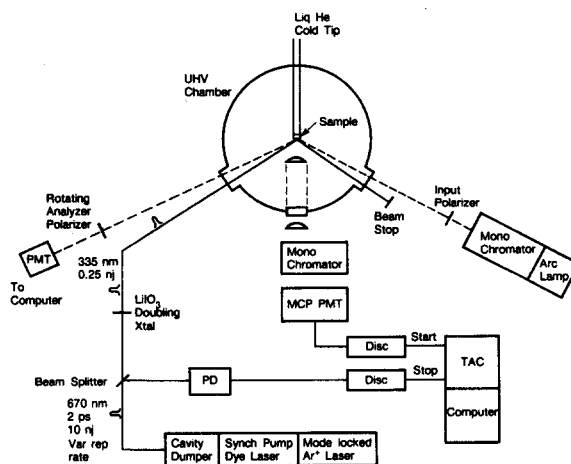 Liq He
Cold Tip
UHV
Chamber
Sample
Rotating
Analyzer
Polarizer
Input
Polarizer
Beam
Stop
PMT
To
Computer
335 nm
0.25 nj
Mono
Chromator
Mono
Chromator
Arc
Lamp
LiIO3
Doubling
Xtal
MCP PMT
Disc
Start
TAC
Beam Splitter
PD
Disc
Stop
Computer
670 nm
2 ps
10 nj
Var rep
rate
Cavity
Dumper
Synch Pump
Dye Laser
Mode locked
Ar+ Laser